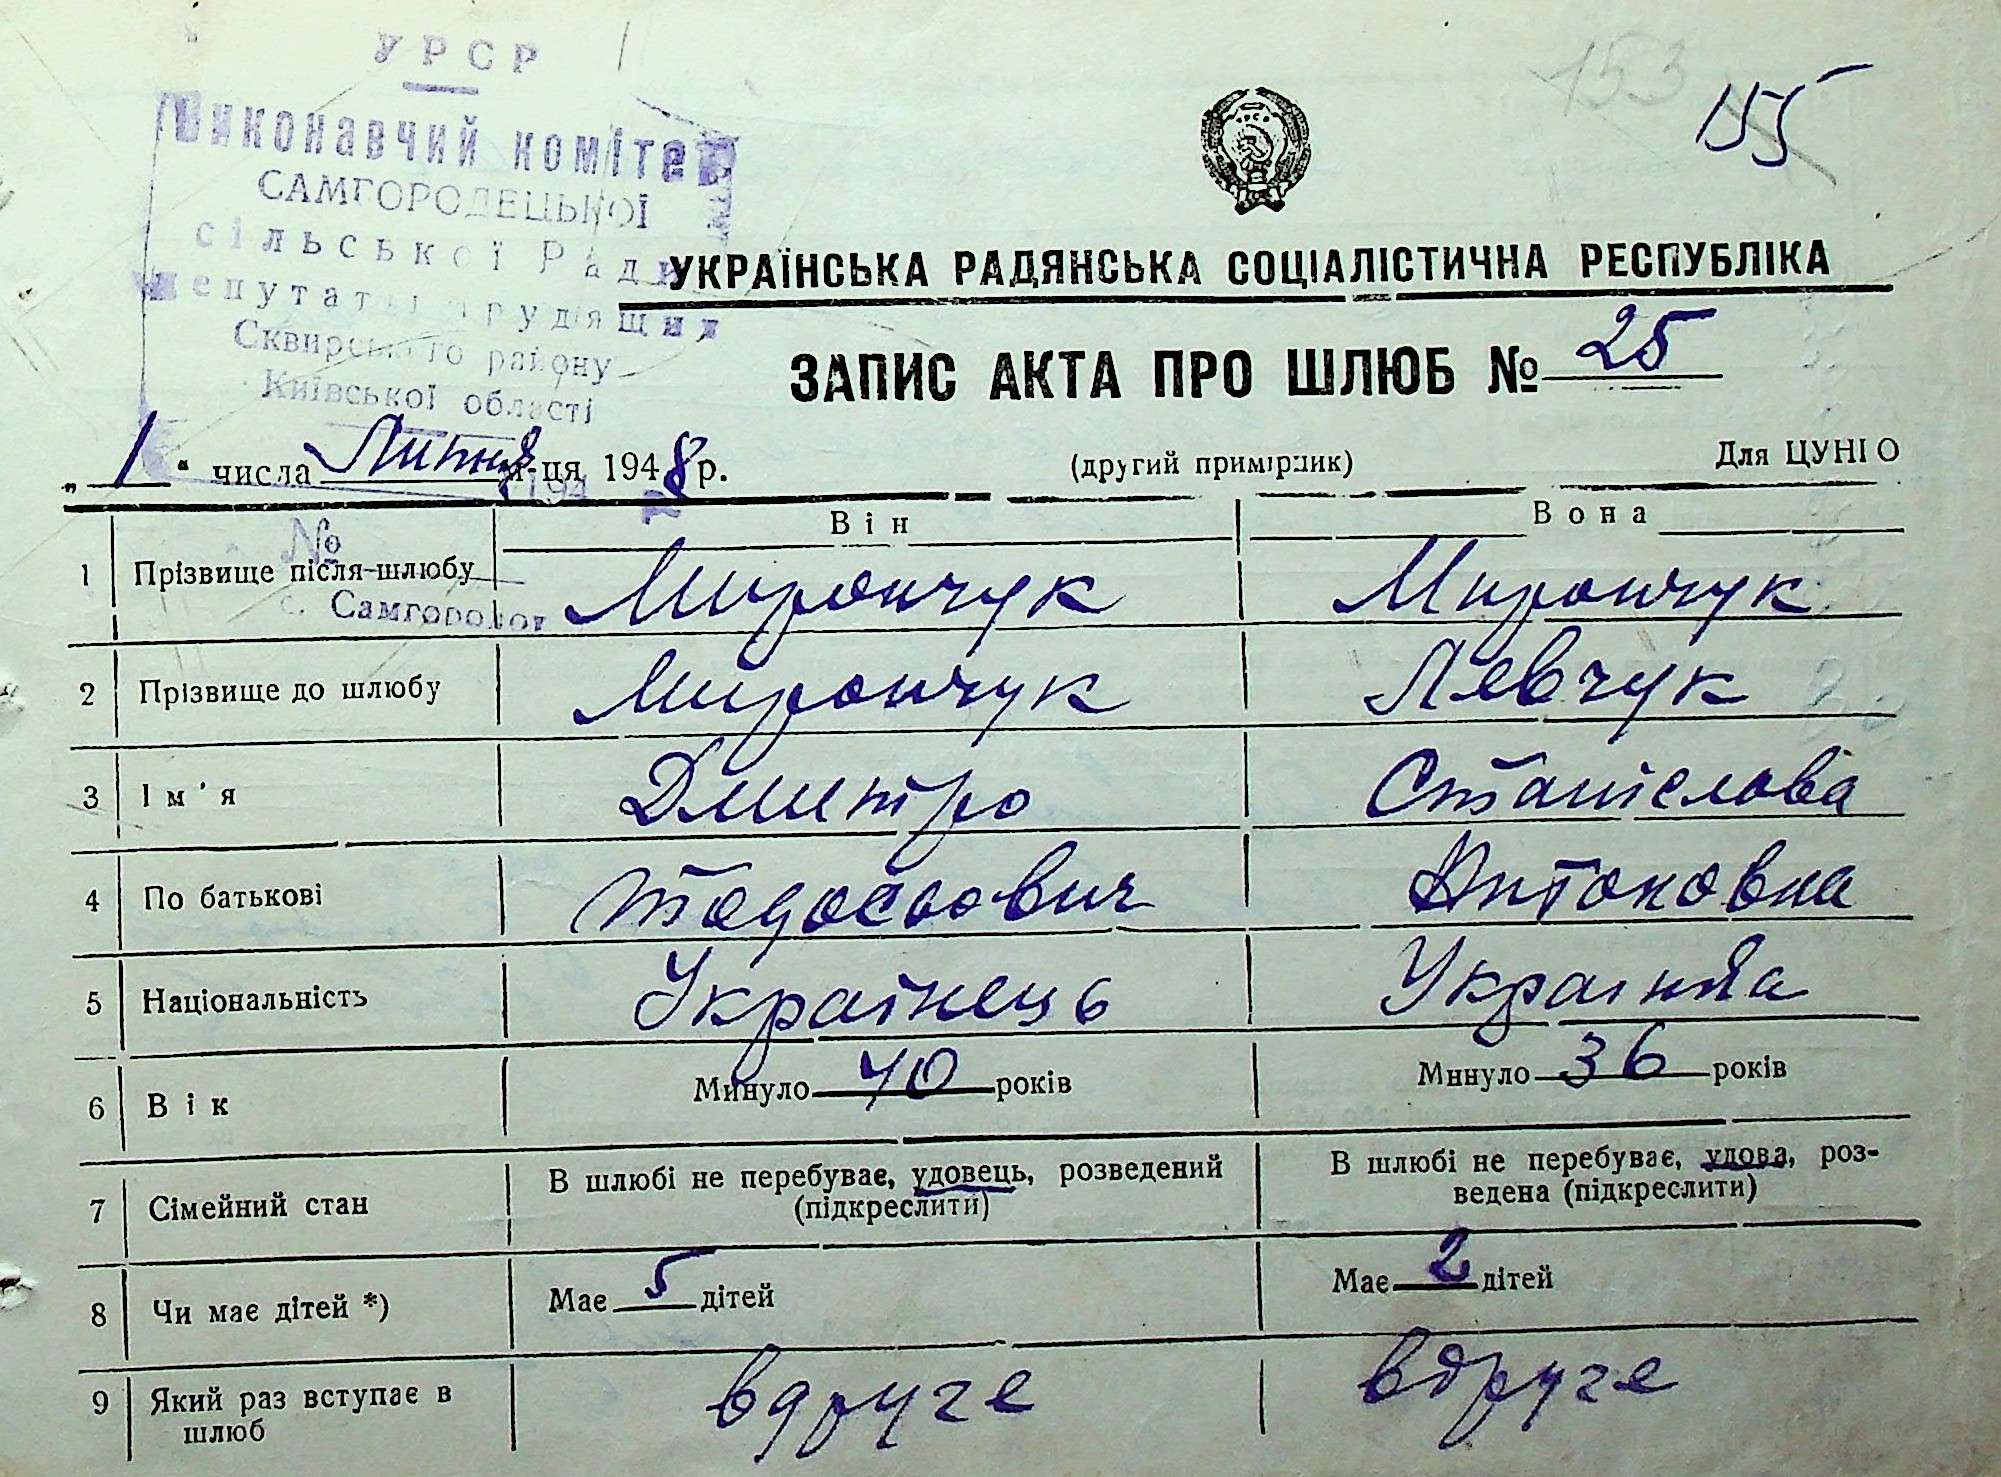 УРСР
Виконавчий комітет
САМГОРОДЕЦЬКОЇ
сільської Ради
депутатів трудящих
Сквирського району
Київської області
153
155
УКРАЇНСЬКА РАДЯНСЬКА СОЦІАЛІСТИЧНА РЕСПУБЛІКА
ЗАПИС АКТА ПРО ШЛЮБ № 25
„ 1 “ числа Липня м-ця 1948 р. (другий примірник) Для ЦУНГО
194
№
с. Самгородок
Він Вона
1 Прізвище після шлюбу Мирончук Мирончук
2 Прізвище до шлюбу Мирончук Левчук
3 Ім'я Дмитро Станіслава
4 По батькові Тодосьович Антоновна
5 Національність Українець Українка
6 Вік Минуло 40 років Минуло 36 років
7 Сімейний стан В шлюбі не перебуває, удовець, розведений (підкреслити) В шлюбі не перебуває, удова, роз-
ведена (підкреслити)
8 Чи має дітей *) Має 5 дітей Має 2 дітей
9 Який раз вступає в шлюб вдруге вдруге